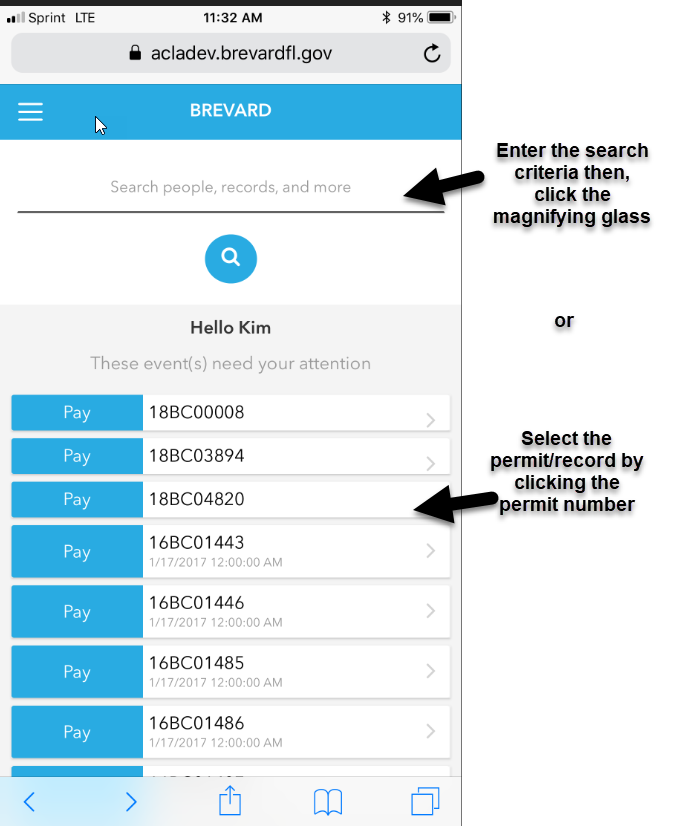 Sprint LTE 11:32 AM 91%
acladev.brevardfl.gov
BREVARD
Search people, records, and more
Enter the search
criteria then,
click the
magnifying glass
or
Hello Kim
These event(s) need your attention
Pay 18BC00008
Pay 18BC03894
Pay 18BC04820
Select the
permit/record by
clicking the
permit number
Pay 16BC01443
1/17/2017 12:00:00 AM
Pay 16BC01446
1/17/2017 12:00:00 AM
Pay 16BC01485
1/17/2017 12:00:00 AM
Pay 16BC01486
1/17/2017 12:00:00 AM